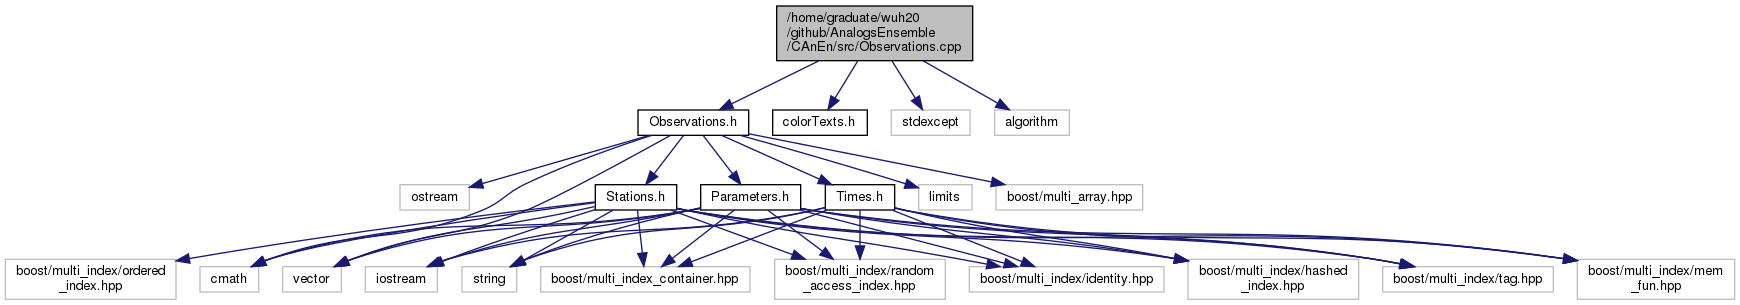 /home/graduate/wuh20
/github/AnalogsEnsemble
/CAnEn/src/Observations.cpp
Observations.h
colorTexts.h
stdexcept
algorithm
ostream
Stations.h
Parameters.h
Times.h
limits
boost/multi_array.hpp
boost/multi_index/ordered
_index.hpp
cmath
vector
iostream
string
boost/multi_index_container.hpp
boost/multi_index/random
_access_index.hpp
boost/multi_index/identity.hpp
boost/multi_index/hashed
_index.hpp
boost/multi_index/tag.hpp
boost/multi_index/mem
_fun.hpp